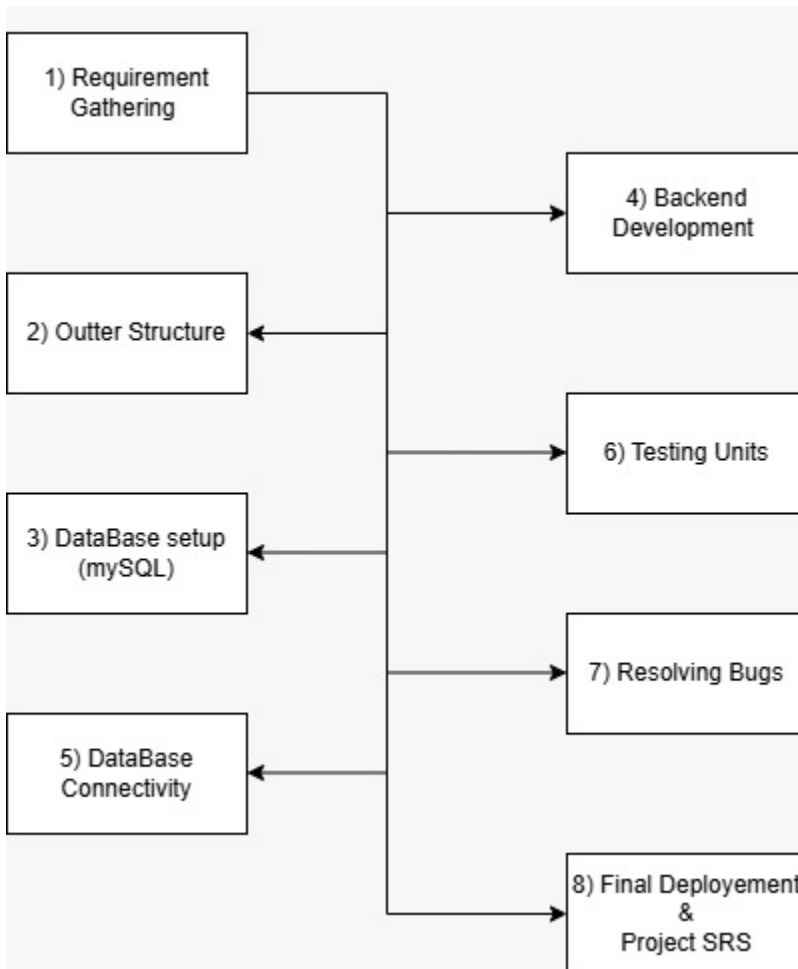 1) Requirement
Gathering
4) Backend
Development
2) Outter Structure
6) Testing Units
3) DataBase setup
(mySQL)
7) Resolving Bugs
5) DataBase
Connectivity
8) Final Deployement
&
Project SRS